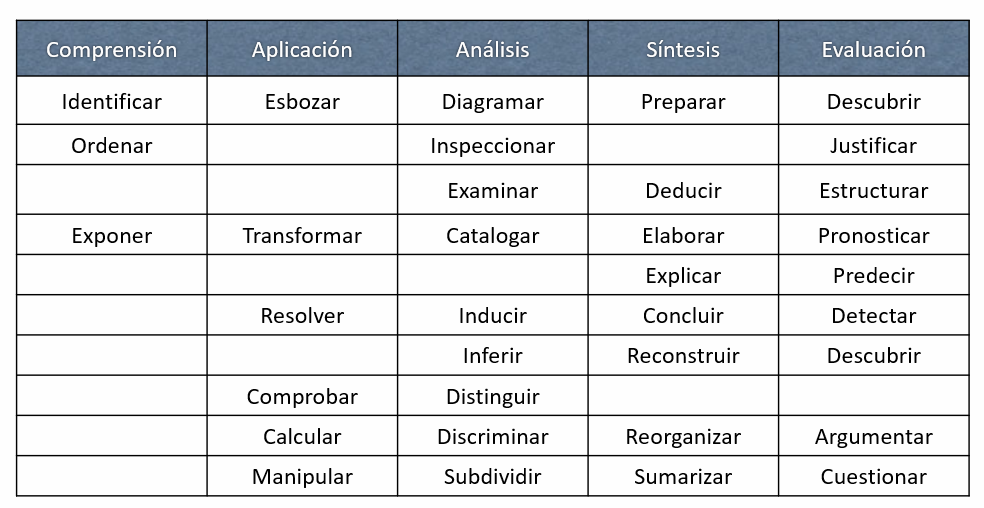 Comprensión Aplicación Análisis Síntesis Evaluación
Identificar Esbozar Diagramar Preparar Descubrir
Ordenar Inspeccionar Justificar
Examinar Deducir Estructurar
Exponer Transformar Catalogar Elaborar Pronosticar
Explicar Predecir
Resolver Inducir Concluir Detectar
Inferir Reconstruir Descubrir
Comprobar Distinguir
Calcular Discriminar Reorganizar Argumentar
Manipular Subdividir Sumarizar Cuestionar